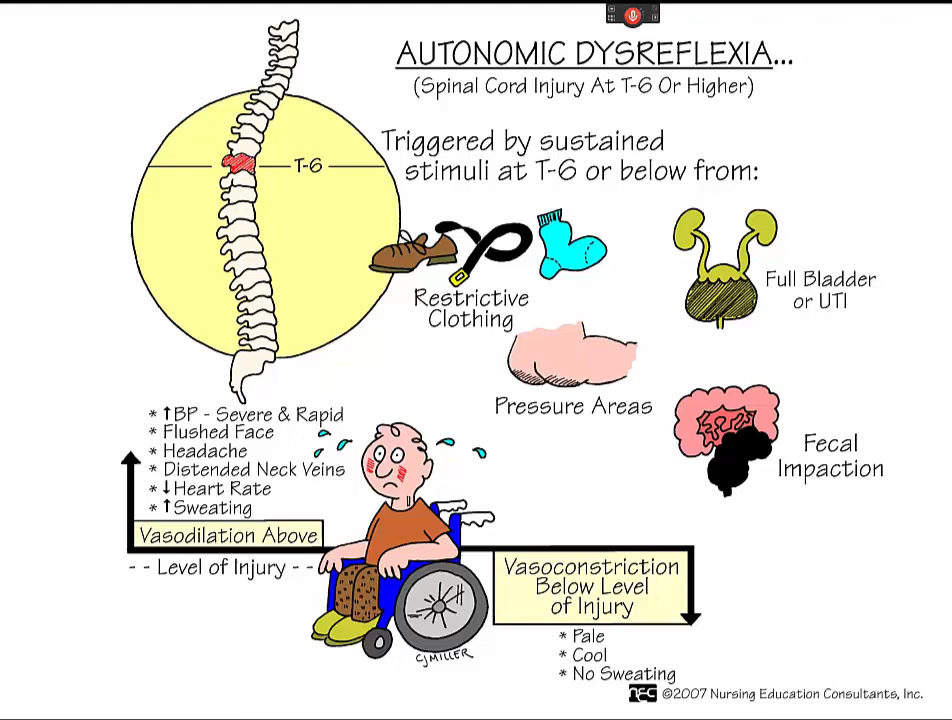 AUTONOMIC DYSREFLEXIA...
(Spinal Cord Injury At T-6 Or Higher)
Triggered by sustained
stimuli at T-6 or below from:
T-6
Restrictive
Clothing
Full Bladder
or UTI
Pressure Areas
Fecal
Impaction
* ↑BP - Severe & Rapid
* Flushed Face
* Headache
* Distended Neck Veins
* ↓Heart Rate
* ↑Sweating
Vasodilation Above
- - Level of Injury - -
Vasoconstriction
Below Level
of Injury
* Pale
* Cool
* No Sweating
CJMILLER
nec ©2007 Nursing Education Consultants, Inc.